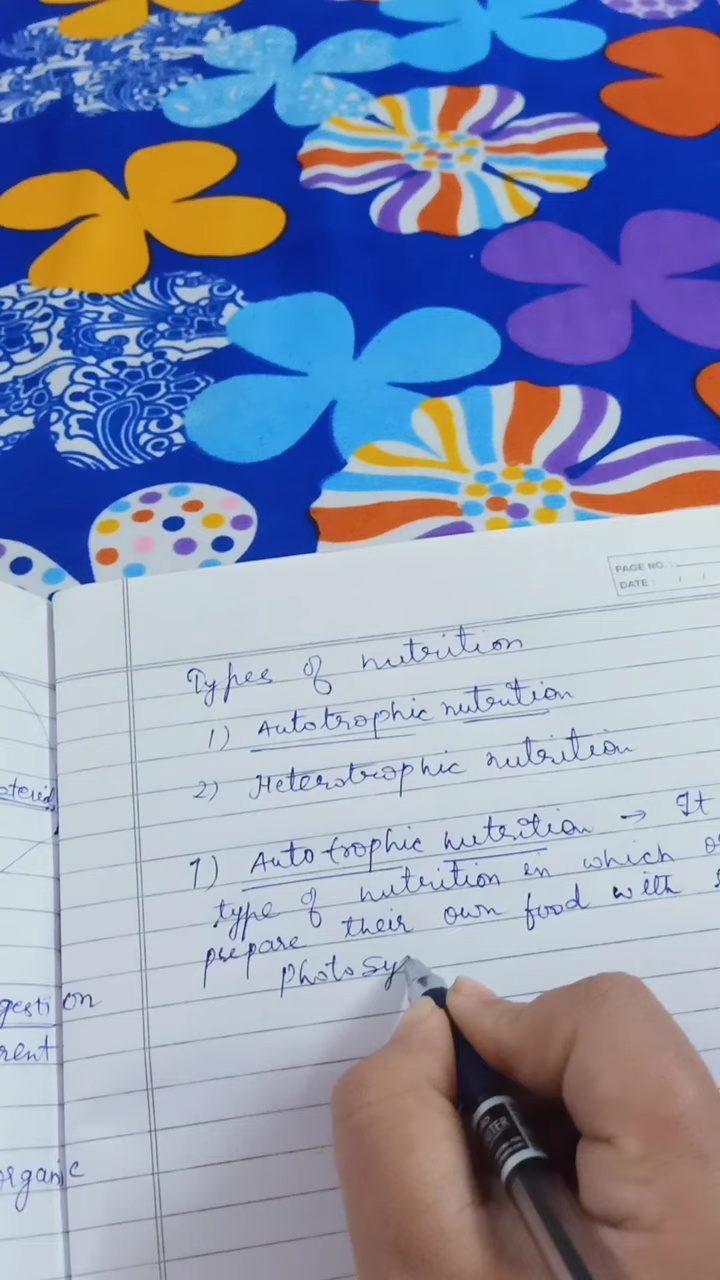 PAGE NO.:
DATE: / /
Types of nutrition
1) Autotrophic nutrition
2) Heterotrophic nutrition
1) Autotrophic nutrition → It
type of nutrition in which
prepare their own food with
photosy
gestion
rent
organic